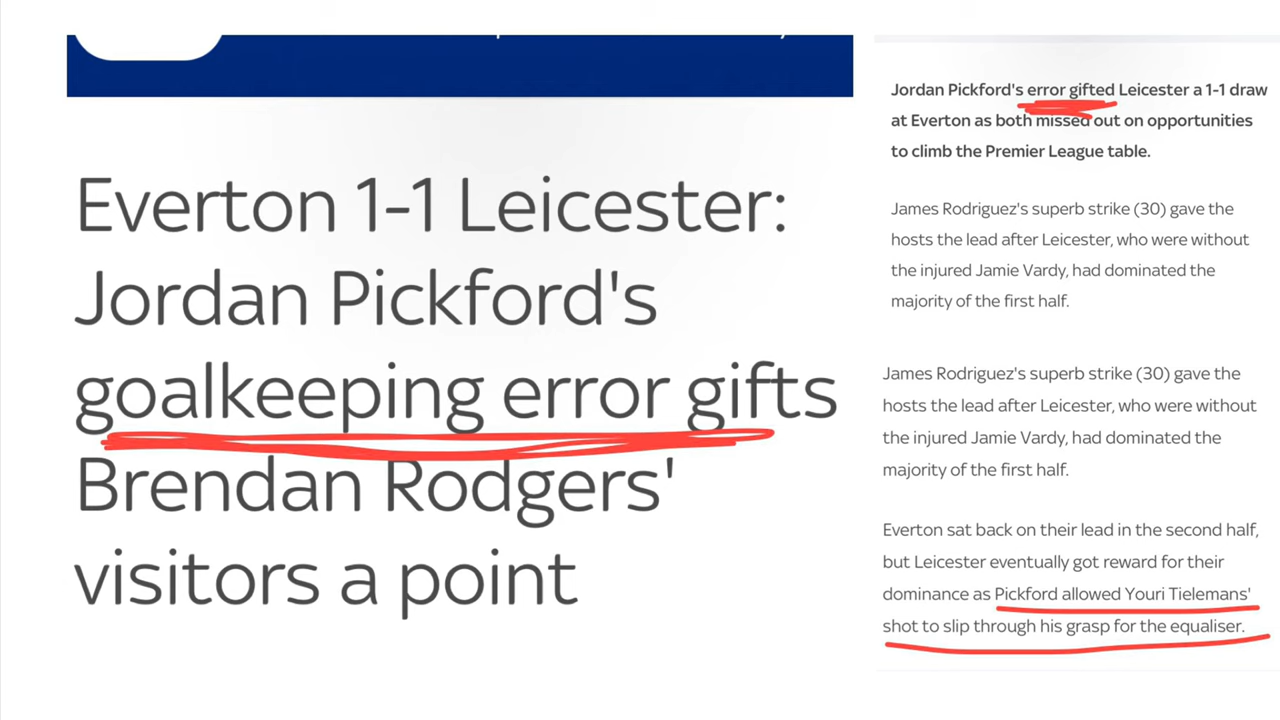 Everton 1-1 Leicester:
Jordan Pickford's
goalkeeping error gifts
Brendan Rodgers'
visitors a point
Jordan Pickford's error gifted Leicester a 1-1 draw
at Everton as both missed out on opportunities
to climb the Premier League table.
James Rodriguez's superb strike (30) gave the
hosts the lead after Leicester, who were without
the injured Jamie Vardy, had dominated the
majority of the first half.
James Rodriguez's superb strike (30) gave the
hosts the lead after Leicester, who were without
the injured Jamie Vardy, had dominated the
majority of the first half.
Everton sat back on their lead in the second half,
but Leicester eventually got reward for their
dominance as Pickford allowed Youri Tielemans'
shot to slip through his grasp for the equaliser.